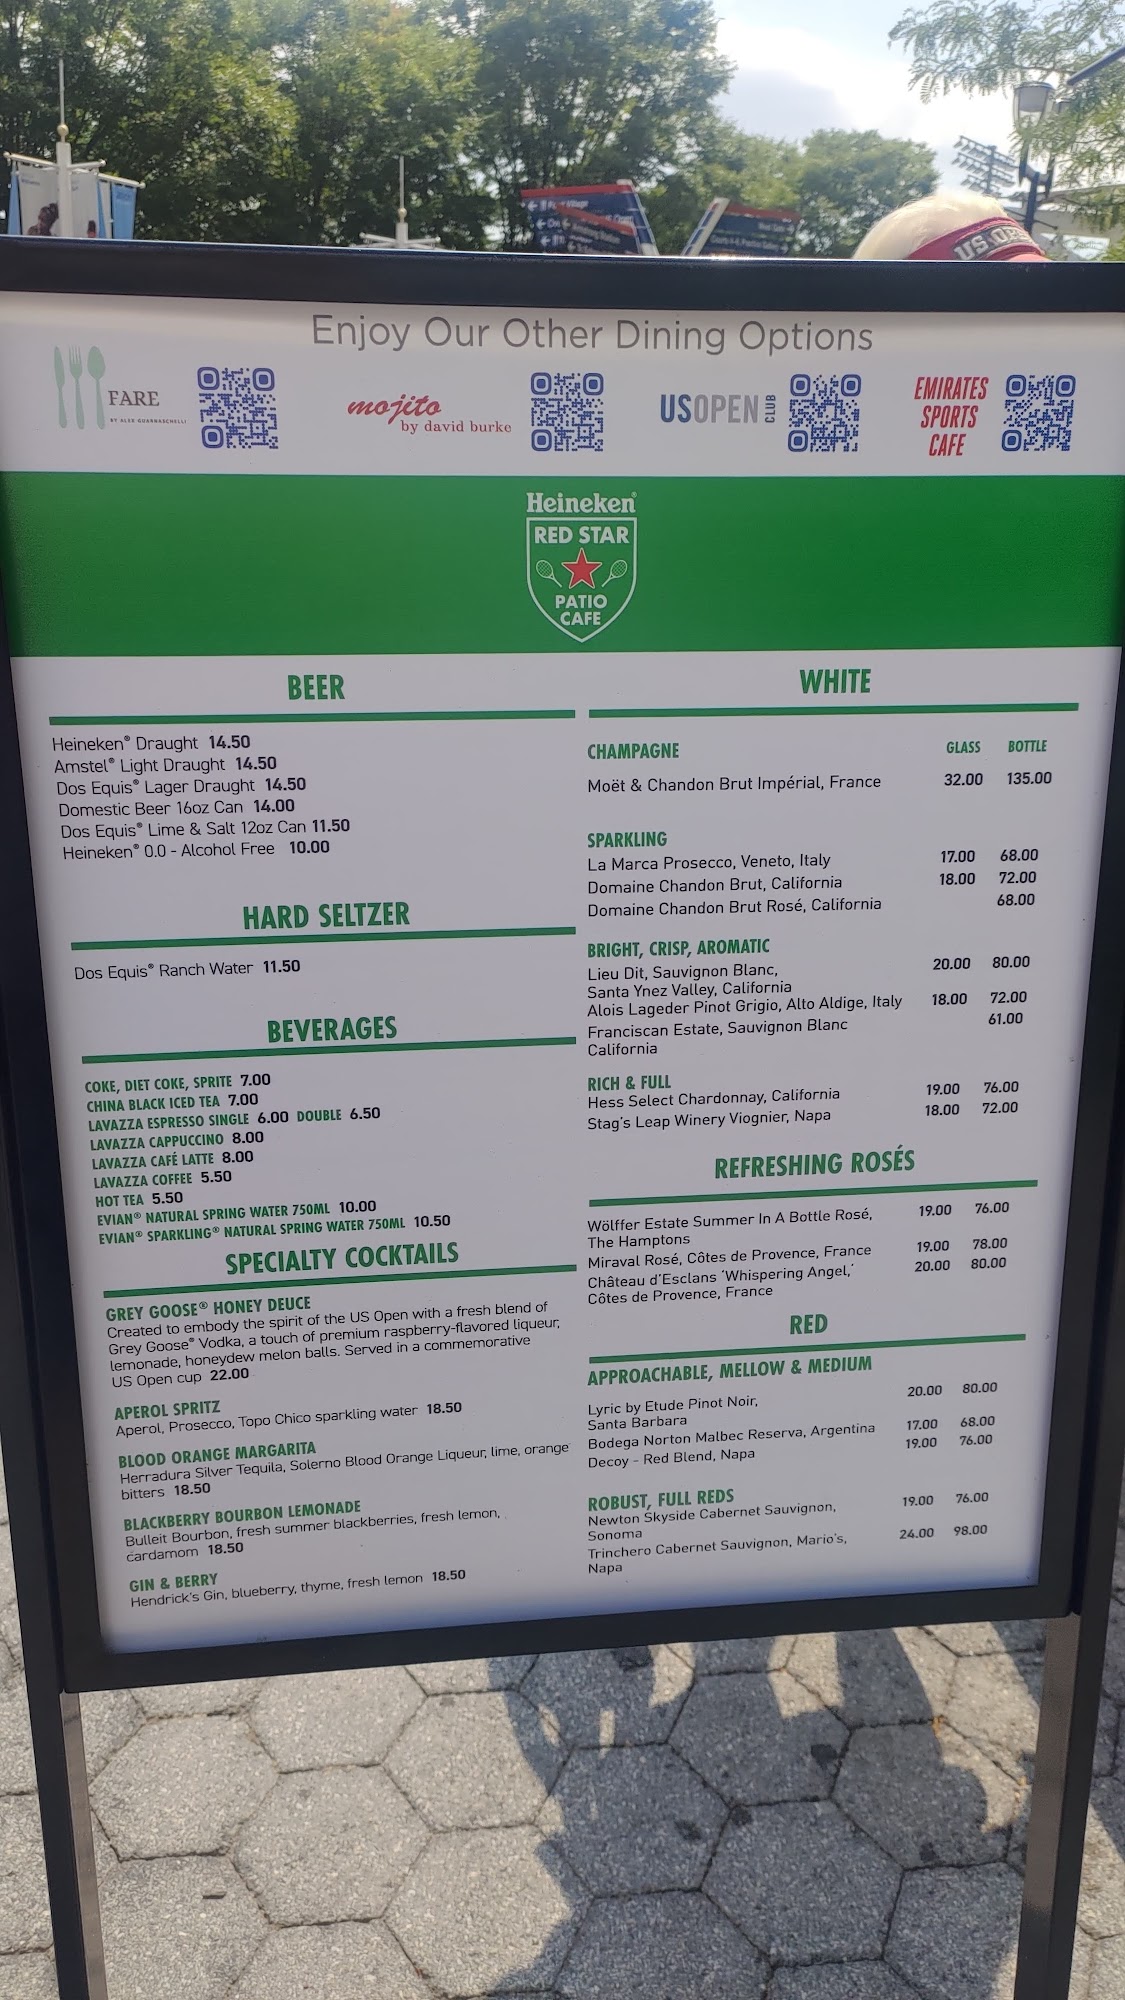 US OPEN
Enjoy Our Other Dining Options
FARE
BY ALEX GUARNASCHELLI
mojito
by david burke
US OPEN CLUB
EMIRATES
SPORTS
CAFE
Heineken®
RED STAR
PATIO
CAFE
BEER
Heineken® Draught 14.50
Amstel® Light Draught 14.50
Dos Equis® Lager Draught 14.50
Domestic Beer 16oz Can 14.00
Dos Equis® Lime & Salt 12oz Can 11.50
Heineken® 0.0 - Alcohol Free 10.00
HARD SELTZER
Dos Equis® Ranch Water 11.50
BEVERAGES
COKE, DIET COKE, SPRITE 7.00
CHINA BLACK ICED TEA 7.00
LAVAZZA ESPRESSO SINGLE 6.00 DOUBLE 6.50
LAVAZZA CAPPUCCINO 8.00
LAVAZZA CAFÉ LATTE 8.00
LAVAZZA COFFEE 5.50
HOT TEA 5.50
EVIAN® NATURAL SPRING WATER 750ML 10.00
EVIAN® SPARKLING® NATURAL SPRING WATER 750ML 10.50
SPECIALTY COCKTAILS
GREY GOOSE® HONEY DEUCE
Created to embody the spirit of the US Open with a fresh blend of
Grey Goose® Vodka, a touch of premium raspberry-flavored liqueur,
lemonade, honeydew melon balls. Served in a commemorative
US Open cup 22.00
APEROL SPRITZ
Aperol, Prosecco, Topo Chico sparkling water 18.50
BLOOD ORANGE MARGARITA
Herradura Silver Tequila, Solerno Blood Orange Liqueur, lime, orange
bitters 18.50
BLACKBERRY BOURBON LEMONADE
Bulleit Bourbon, fresh summer blackberries, fresh lemon,
cardamom 18.50
GIN & BERRY
Hendrick's Gin, blueberry, thyme, fresh lemon 18.50
WHITE
CHAMPAGNE GLASS BOTTLE
Moët & Chandon Brut Impérial, France 32.00 135.00
SPARKLING
La Marca Prosecco, Veneto, Italy 17.00 68.00
Domaine Chandon Brut, California 18.00 72.00
Domaine Chandon Brut Rosé, California 68.00
BRIGHT, CRISP, AROMATIC
Lieu Dit, Sauvignon Blanc, 20.00 80.00
Santa Ynez Valley, California
Alois Lageder Pinot Grigio, Alto Aldige, Italy 18.00 72.00
Franciscan Estate, Sauvignon Blanc 61.00
California
RICH & FULL
Hess Select Chardonnay, California 19.00 76.00
Stag's Leap Winery Viognier, Napa 18.00 72.00
REFRESHING ROSÉS
Wölffer Estate Summer In A Bottle Rosé, 19.00 76.00
The Hamptons
Miraval Rosé, Côtes de Provence, France 19.00 78.00
Château d'Esclans 'Whispering Angel,' 20.00 80.00
Côtes de Provence, France
RED
APPROACHABLE, MELLOW & MEDIUM
Lyric by Etude Pinot Noir, 20.00 80.00
Santa Barbara
Bodega Norton Malbec Reserva, Argentina 17.00 68.00
Decoy - Red Blend, Napa 19.00 76.00
ROBUST, FULL REDS
Newton Skyside Cabernet Sauvignon, 19.00 76.00
Sonoma
Trinchero Cabernet Sauvignon, Mario's, 24.00 98.00
Napa